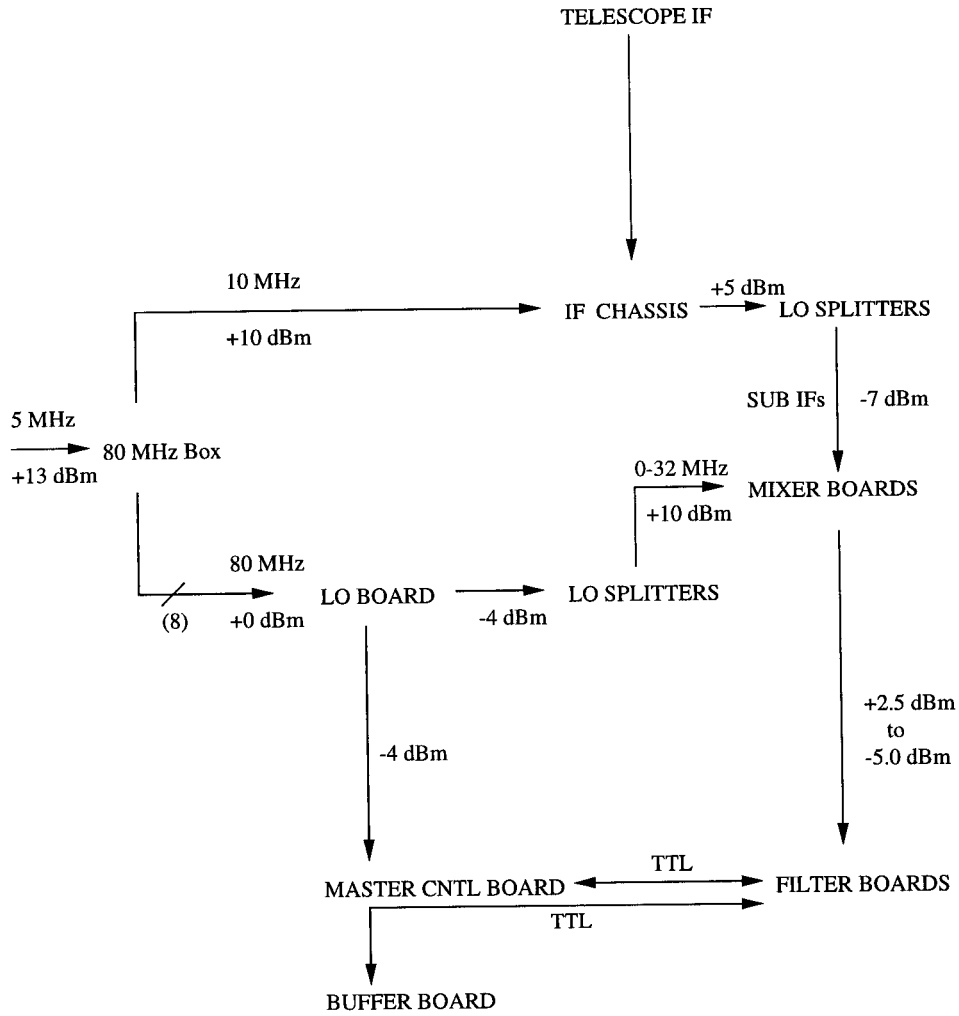 TELESCOPE IF
10 MHz
+10 dBm
IF CHASSIS
+5 dBm
LO SPLITTERS
SUB IFs
-7 dBm
5 MHz
+13 dBm
80 MHz Box
0-32 MHz
+10 dBm
MIXER BOARDS
80 MHz
(8)
+0 dBm
LO BOARD
-4 dBm
LO SPLITTERS
-4 dBm
+2.5 dBm
to
-5.0 dBm
MASTER CNTL BOARD
TTL
FILTER BOARDS
TTL
BUFFER BOARD